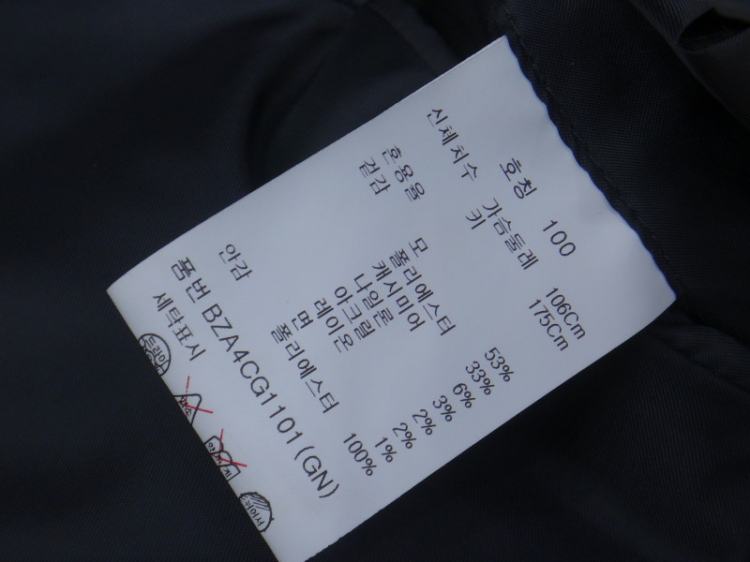 호칭 100
신체치수 가슴둘레 106Cm
키 175Cm
혼용율
겉감 모 53%
폴리에스터 33%
캐시미어 6%
나일론 3%
아크릴 2%
레이온 2%
면 1%
안감 폴리에스터 100%
품번 BZA4CG1101(GN)
세탁표시
드라이